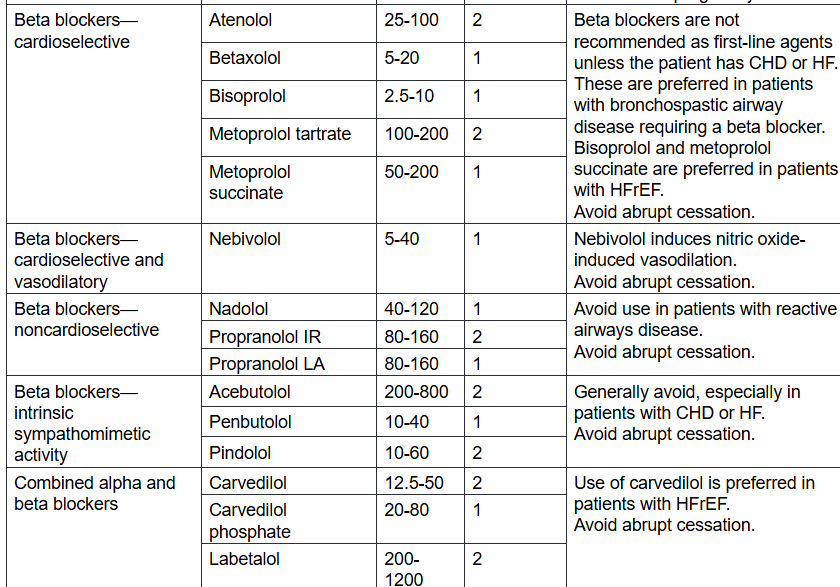 Beta blockers—
cardioselective
Atenolol
25-100
2
Beta blockers are not
recommended as first-line agents
unless the patient has CHD or HF.
These are preferred in patients
with bronchospastic airway
disease requiring a beta blocker.
Bisoprolol and metoprolol
succinate are preferred in patients
with HFrEF.
Avoid abrupt cessation.
Betaxolol
5-20
1
Bisoprolol
2.5-10
1
Metoprolol tartrate
100-200
2
Metoprolol
succinate
50-200
1
Beta blockers—
cardioselective and
vasodilatory
Nebivolol
5-40
1
Nebivolol induces nitric oxide-
induced vasodilation.
Avoid abrupt cessation.
Beta blockers—
noncardioselective
Nadolol
40-120
1
Avoid use in patients with reactive
airways disease.
Avoid abrupt cessation.
Propranolol IR
80-160
2
Propranolol LA
80-160
1
Beta blockers—
intrinsic
sympathomimetic
activity
Acebutolol
200-800
2
Generally avoid, especially in
patients with CHD or HF.
Avoid abrupt cessation.
Penbutolol
10-40
1
Pindolol
10-60
2
Combined alpha and
beta blockers
Carvedilol
12.5-50
2
Use of carvedilol is preferred in
patients with HFrEF.
Avoid abrupt cessation.
Carvedilol
phosphate
20-80
1
Labetalol
200-
1200
2